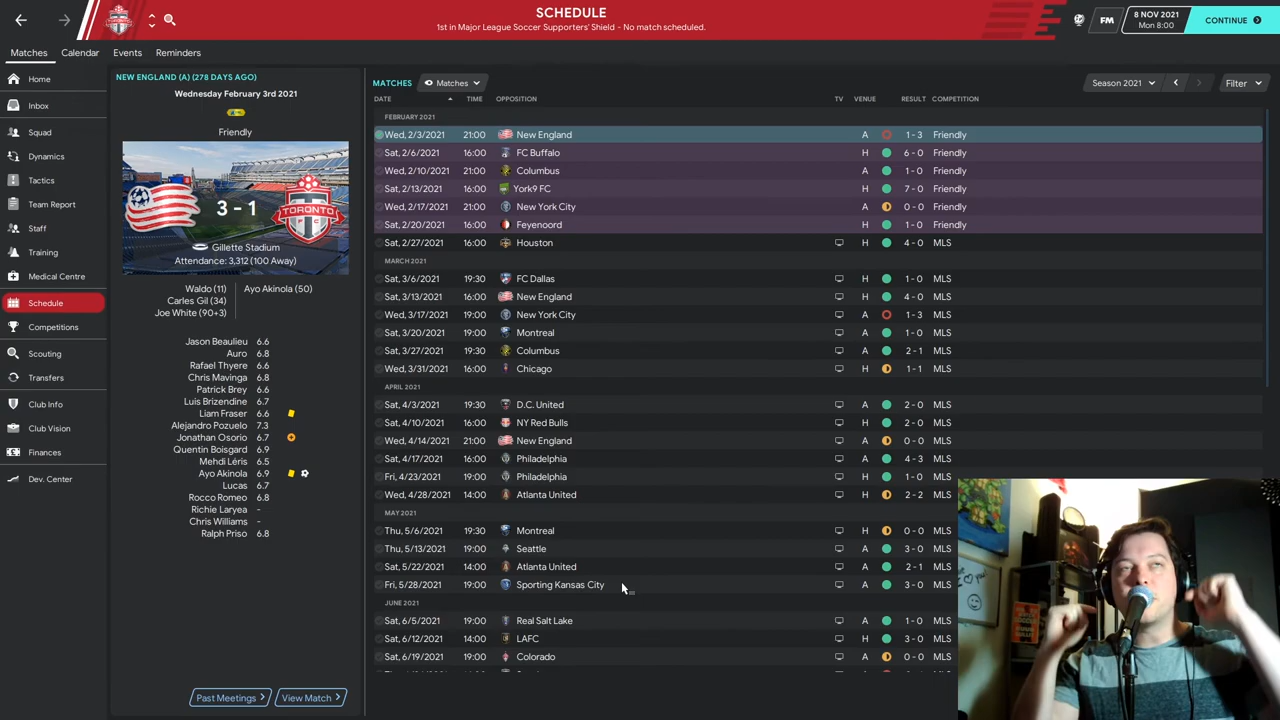 SCHEDULE
1st in Major League Soccer Supporters' Shield - No match scheduled.
FM
8 NOV 2021
Mon 8:00
CONTINUE
Matches Calendar Events Reminders
Home
Inbox
Squad
Dynamics
Tactics
Team Report
Staff
Training
Medical Centre
Schedule
Competitions
Scouting
Transfers
Club Info
Club Vision
Finances
Dev. Center
NEW ENGLAND (A) (278 DAYS AGO)
Wednesday February 3rd 2021
Friendly
TORONTO
3 - 1
Gillette Stadium
Attendance: 3,312 (100 Away)
Waldo (11) Ayo Akinola (50)
Carles Gil (34)
Joe White (90+3)
Jason Beaulieu 6.6
Auro 6.8
Rafael Thyere 6.6
Chris Mavinga 6.8
Patrick Brey 6.6
Luis Brizendine 6.7
Liam Fraser 6.6
Alejandro Pozuelo 7.3
Jonathan Osorio 6.7
Quentin Boisgard 6.9
Mehdi Léris 6.5
Ayo Akinola 6.9
Lucas 6.7
Rocco Romeo 6.8
Richie Laryea -
Chris Williams -
Ralph Priso 6.8
Past Meetings View Match
MATCHES Matches Season 2021 Filter
DATE TIME OPPOSITION TV VENUE RESULT COMPETITION
FEBRUARY 2021
Wed, 2/3/2021 21:00 New England A 1 - 3 Friendly
Sat, 2/6/2021 16:00 FC Buffalo H 6 - 0 Friendly
Wed, 2/10/2021 21:00 Columbus A 1 - 0 Friendly
Sat, 2/13/2021 16:00 York9 FC H 7 - 0 Friendly
Wed, 2/17/2021 21:00 New York City A 0 - 0 Friendly
Sat, 2/20/2021 16:00 Feyenoord H 1 - 0 Friendly
Sat, 2/27/2021 16:00 Houston H 4 - 0 MLS
MARCH 2021
Sat, 3/6/2021 19:30 FC Dallas H 1 - 0 MLS
Sat, 3/13/2021 16:00 New England H 4 - 0 MLS
Wed, 3/17/2021 19:00 New York City A 1 - 3 MLS
Sat, 3/20/2021 19:00 Montreal A 1 - 0 MLS
Sat, 3/27/2021 19:30 Columbus A 2 - 1 MLS
Wed, 3/31/2021 16:00 Chicago H 1 - 1 MLS
APRIL 2021
Sat, 4/3/2021 19:30 D.C. United A 2 - 0 MLS
Sat, 4/10/2021 16:00 NY Red Bulls H 2 - 0 MLS
Wed, 4/14/2021 21:00 New England A 0 - 0 MLS
Sat, 4/17/2021 16:00 Philadelphia A 4 - 3 MLS
Fri, 4/23/2021 19:00 Philadelphia H 1 - 0 MLS
Wed, 4/28/2021 14:00 Atlanta United H 2 - 2 MLS
MAY 2021
Thu, 5/6/2021 19:30 Montreal H 0 - 0 MLS
Thu, 5/13/2021 19:00 Seattle A 3 - 0 MLS
Sat, 5/22/2021 14:00 Atlanta United A 2 - 1 MLS
Fri, 5/28/2021 19:00 Sporting Kansas City A 3 - 0 MLS
JUNE 2021
Sat, 6/5/2021 19:00 Real Salt Lake A 1 - 0 MLS
Sat, 6/12/2021 14:00 LAFC H 3 - 0 MLS
Sat, 6/19/2021 19:00 Colorado A 0 - 0 MLS